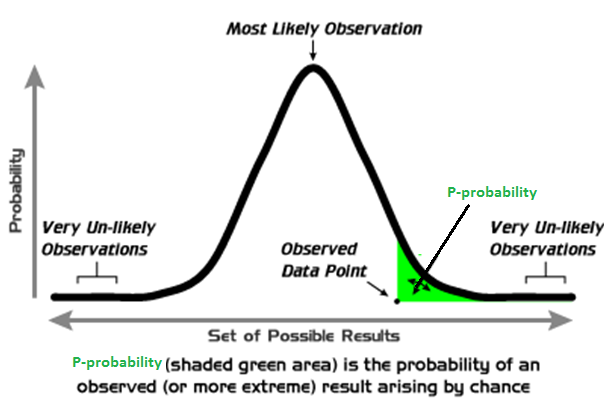 Most Likely Observation
Probability
P-probability
Very Un-likely
Observations
Observed
Data Point
Very Un-likely
Observations
Set of Possible Results
P-probability (shaded green area) is the probability of an
observed (or more extreme) result arising by chance